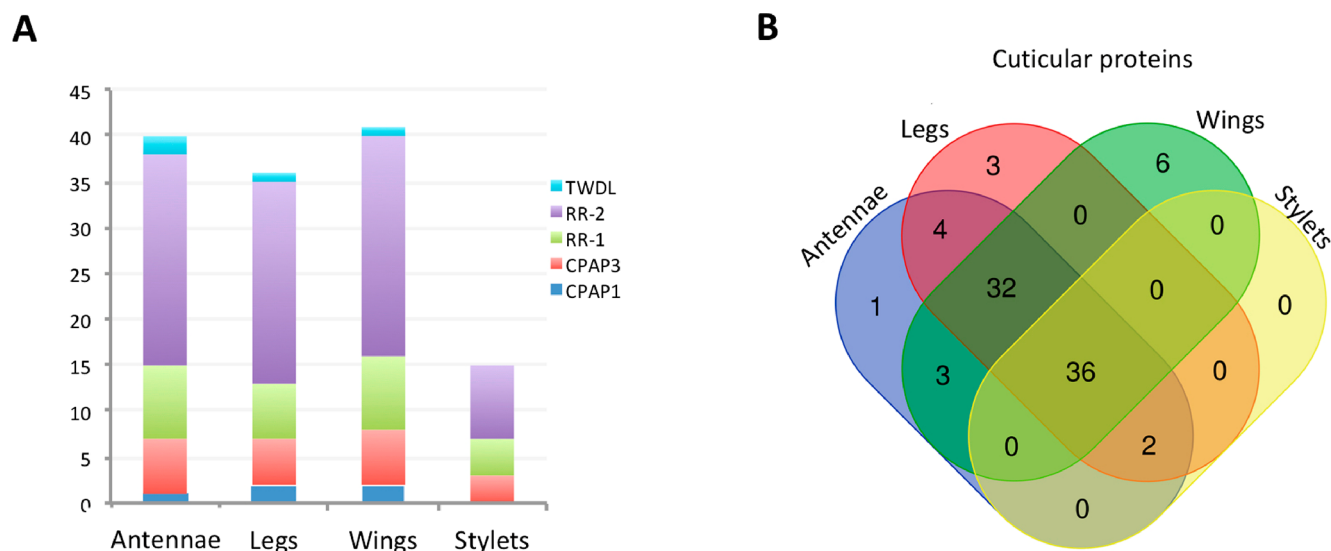 A
45
40
35
30
25
20
15
10
5
0
TWDL
RR-2
RR-1
CPAP3
CPAP1
Antennae Legs Wings Stylets
B
Cuticular proteins
Legs
Wings
Antennae
Stylets
3
6
4
0
0
1
32
0
0
3
36
0
0
2
0